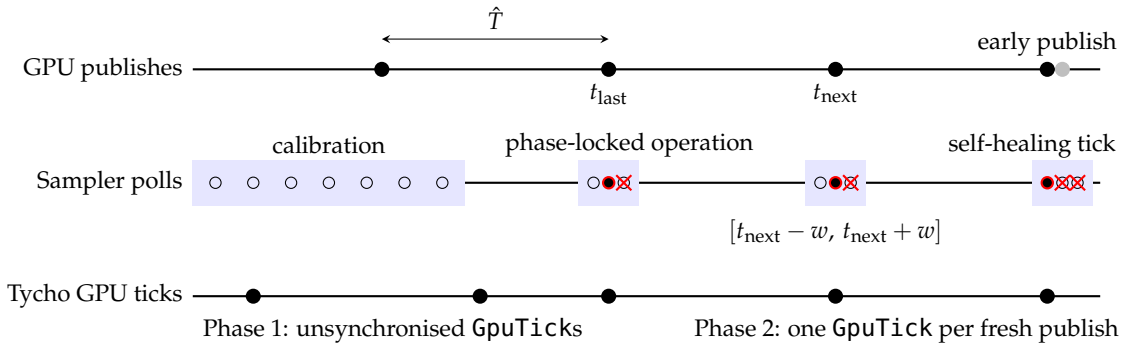 T̂
early publish
GPU publishes
t_last
t_next
calibration
phase-locked operation
self-healing tick
Sampler polls
[t_next − w, t_next + w]
Tycho GPU ticks
Phase 1: unsynchronised GpuTicks
Phase 2: one GpuTick per fresh publish